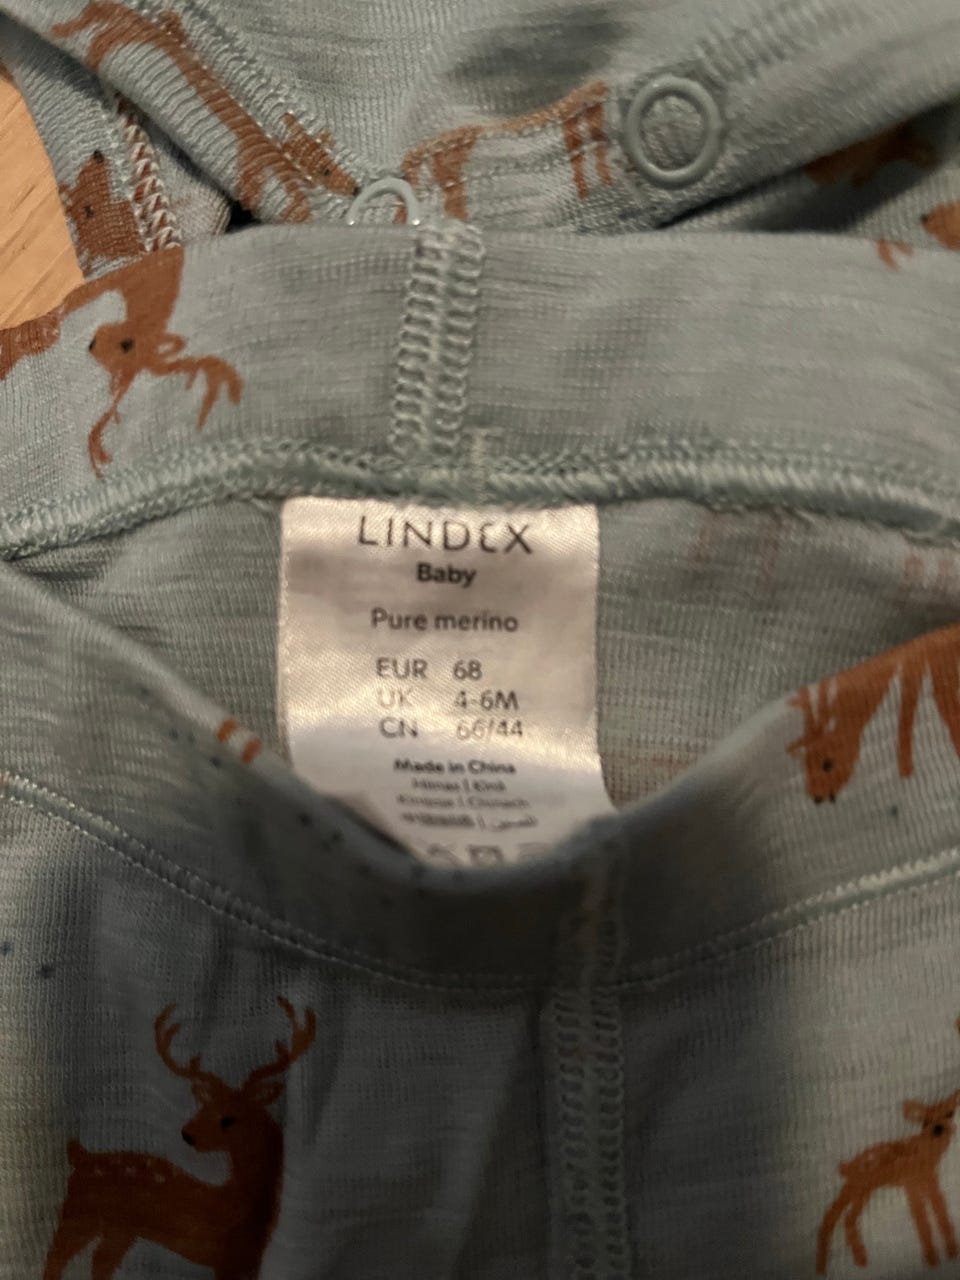 LINDEX
Baby
Pure merino
EUR 68
UK 4-6M
CN 66/44
Made in China